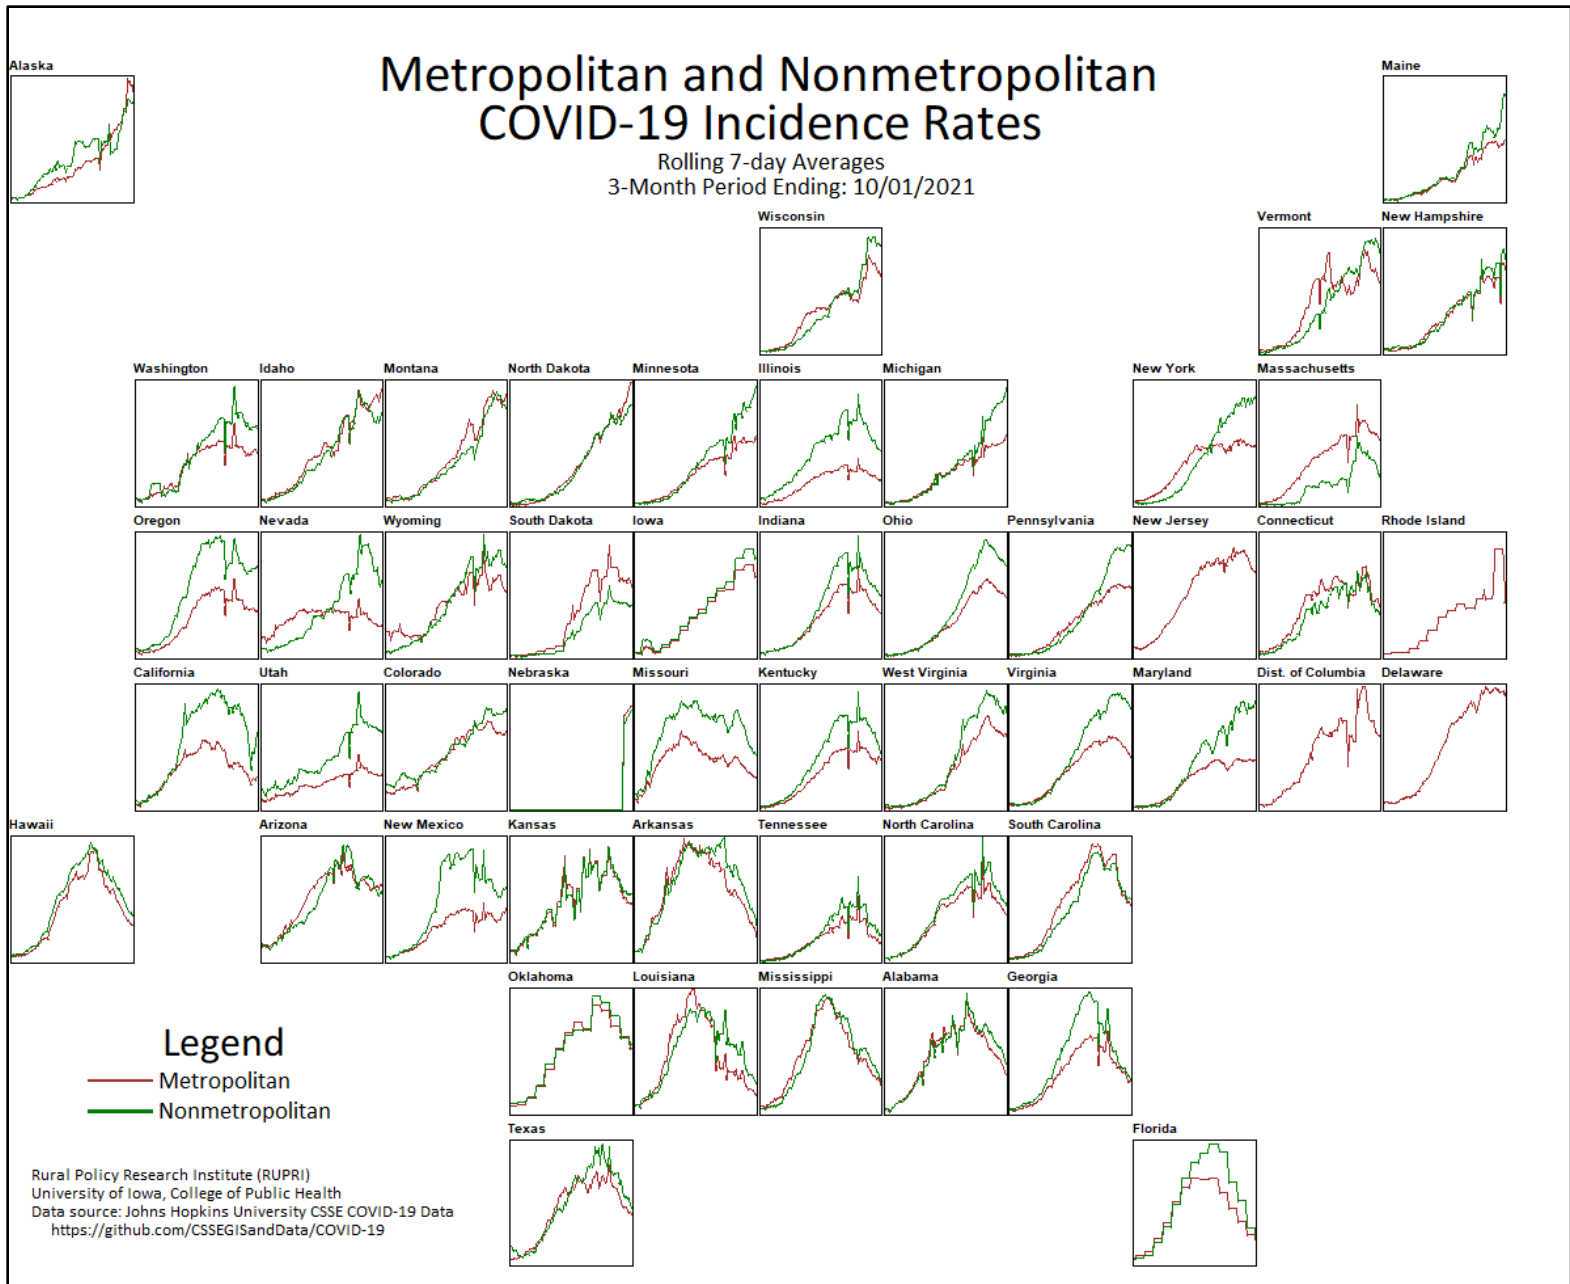 Metropolitan and Nonmetropolitan
COVID-19 Incidence Rates
Rolling 7-day Averages
3-Month Period Ending: 10/01/2021
Alaska
Maine
Wisconsin
Vermont
New Hampshire
Washington
Idaho
Montana
North Dakota
Minnesota
Illinois
Michigan
New York
Massachusetts
Oregon
Nevada
Wyoming
South Dakota
Iowa
Indiana
Ohio
Pennsylvania
New Jersey
Connecticut
Rhode Island
California
Utah
Colorado
Nebraska
Missouri
Kentucky
West Virginia
Virginia
Maryland
Dist. of Columbia
Delaware
Hawaii
Arizona
New Mexico
Kansas
Arkansas
Tennessee
North Carolina
South Carolina
Oklahoma
Louisiana
Mississippi
Alabama
Georgia
Texas
Florida
Legend
Metropolitan
Nonmetropolitan
Rural Policy Research Institute (RUPRI)
University of Iowa, College of Public Health
Data source: Johns Hopkins University CSSE COVID-19 Data
https://github.com/CSSEGISandData/COVID-19